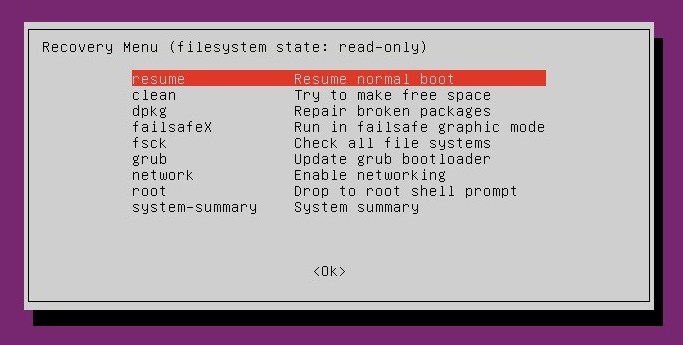 Recovery Menu (filesystem state: read-only)
resume Resume normal boot
clean Try to make free space
dpkg Repair broken packages
failsafeX Run in failsafe graphic mode
fsck Check all file systems
grub Update grub bootloader
network Enable networking
root Drop to root shell prompt
system-summary System summary
<Ok>